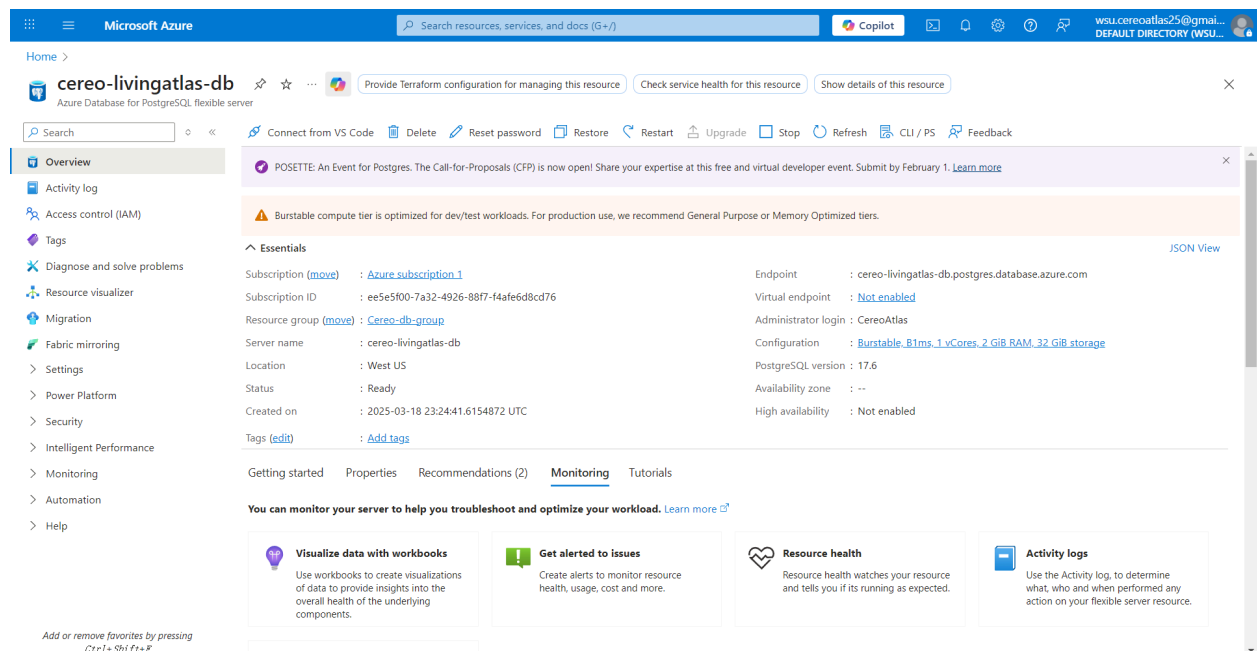 Microsoft Azure
Search resources, services, and docs (G+/)
Copilot
wsu.cereoatlas25@gmai...
DEFAULT DIRECTORY (WSU...
Home >
cereo-livingatlas-db
Azure Database for PostgreSQL flexible server
Provide Terraform configuration for managing this resource
Check service health for this resource
Show details of this resource
Search
Connect from VS Code Delete Reset password Restore Restart Upgrade Stop Refresh CLI / PS Feedback
Overview
Activity log
Access control (IAM)
Tags
Diagnose and solve problems
Resource visualizer
Migration
Fabric mirroring
Settings
Power Platform
Security
Intelligent Performance
Monitoring
Automation
Help
Add or remove favorites by pressing
Ctrl+Shift+F
POSETTE: An Event for Postgres. The Call-for-Proposals (CFP) is now open! Share your expertise at this free and virtual developer event. Submit by February 1. Learn more
Burstable compute tier is optimized for dev/test workloads. For production use, we recommend General Purpose or Memory Optimized tiers.
Essentials
JSON View
Subscription (move) : Azure subscription 1
Subscription ID : ee5e5f00-7a32-4926-88f7-f4afe6d8cd76
Resource group (move) : Cereo-db-group
Server name : cereo-livingatlas-db
Location : West US
Status : Ready
Created on : 2025-03-18 23:24:41.6154872 UTC
Tags (edit) : Add tags
Endpoint : cereo-livingatlas-db.postgres.database.azure.com
Virtual endpoint : Not enabled
Administrator login : CereoAtlas
Configuration : Burstable, B1ms, 1 vCores, 2 GiB RAM, 32 GiB storage
PostgreSQL version : 17.6
Availability zone : --
High availability : Not enabled
Getting started Properties Recommendations (2) Monitoring Tutorials
You can monitor your server to help you troubleshoot and optimize your workload. Learn more
Visualize data with workbooks
Use workbooks to create visualizations
of data to provide insights into the
overall health of the underlying
components.
Get alerted to issues
Create alerts to monitor resource
health, usage, cost and more.
Resource health
Resource health watches your resource
and tells you if its running as expected.
Activity logs
Use the Activity log, to determine
what, who and when performed any
action on your flexible server resource.